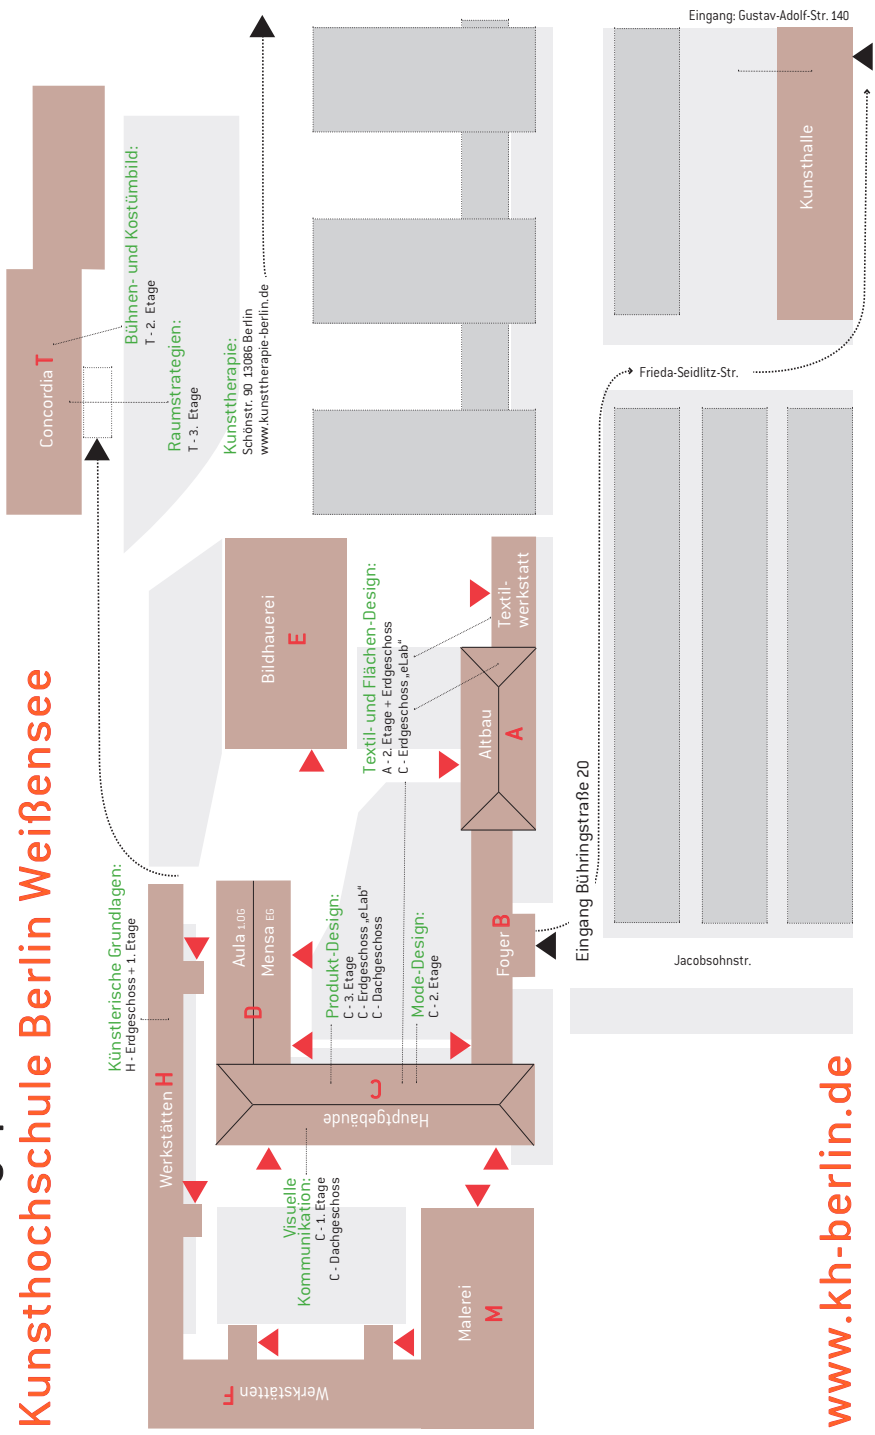 Kunsthochschule Berlin Weißensee
Eingang: Gustav-Adolf-Str. 140
Kunsthalle
Frieda-Seidlitz-Str.
Concordia T
Bühnen- und Kostümbild:
T - 2. Etage
Raumstrategien:
T - 3. Etage
Kunsttherapie:
Schönstr. 90 13086 Berlin
www.kunsttherapie-berlin.de
Bildhauerei
E
Textil- und Flächen-Design:
A - 2. Etage + Erdgeschoss
C - Erdgeschoss „eLab“
Textil-
werkstatt
Altbau
A
Künstlerische Grundlagen:
H - Erdgeschoss + 1. Etage
Werkstätten H
Aula 1.OG
Mensa EG
D
Produkt-Design:
C - 3. Etage
C - Erdgeschoss „eLab“
C - Dachgeschoss
Mode-Design:
C - 2. Etage
Foyer B
Eingang Bühringstraße 20
Jacobsohnstr.
C
Hauptgebäude
Visuelle
Kommunikation:
C - 1. Etage
C - Dachgeschoss
Malerei
M
Werkstätten F
www.kh-berlin.de